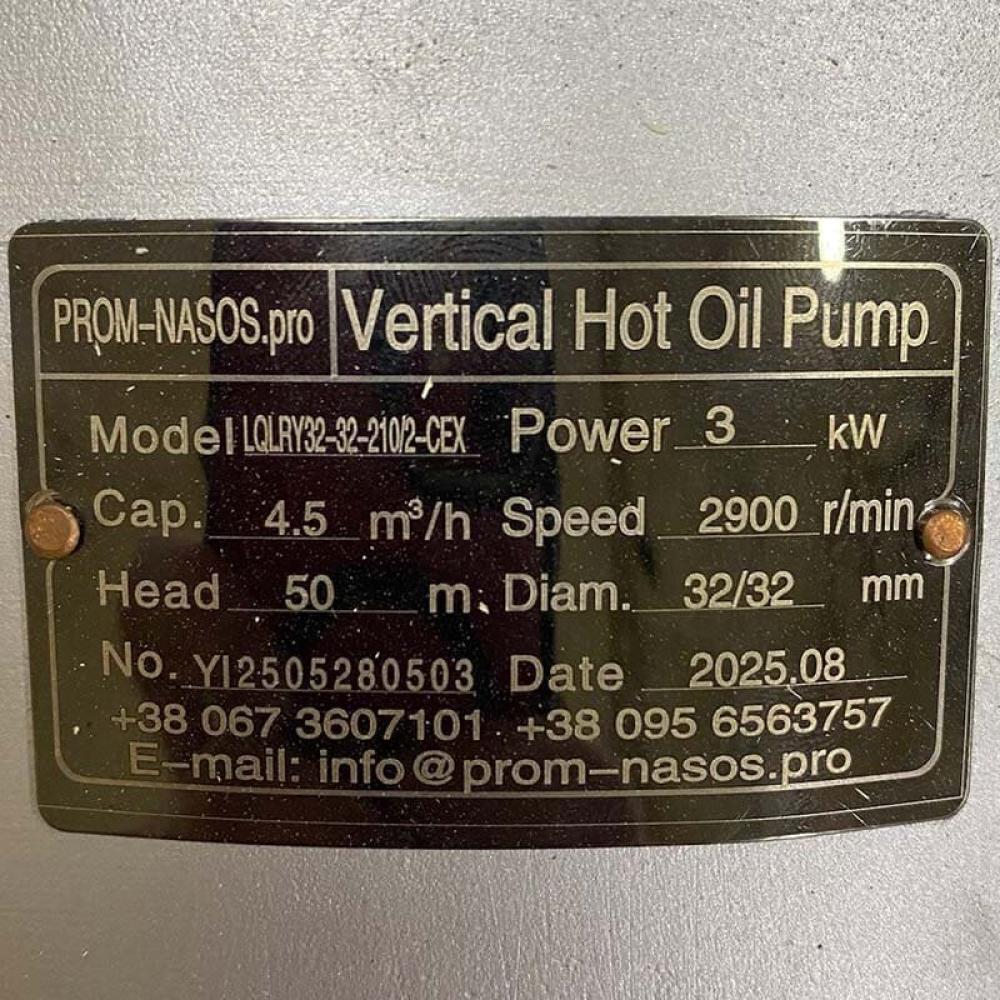 PROM-NASOS.pro Vertical Hot Oil Pump
Model LQLRY32-32-210/2-CEX Power 3 kW
Cap. 4.5 m³/h Speed 2900 r/min
Head 50 m Diam. 32/32 mm
No. YI2505280503 Date 2025.08
+38 067 3607101 +38 095 6563757
E-mail: info@prom-nasos.pro